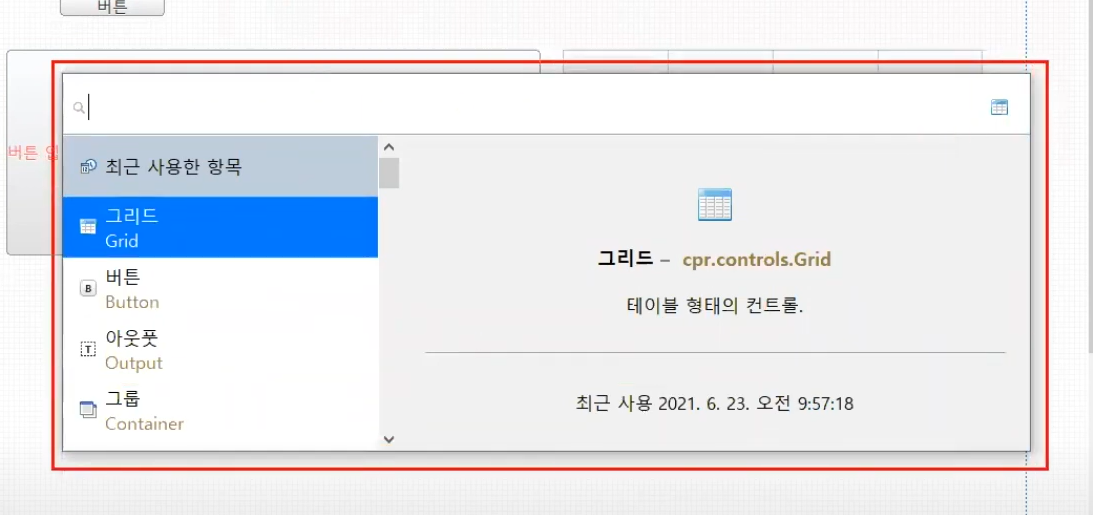 버튼
버튼
최근 사용한 항목
그리드
Grid
버튼
Button
아웃풋
Output
그룹
Container
그리드 – cpr.controls.Grid
테이블 형태의 컨트롤.
최근 사용 2021. 6. 23. 오전 9:57:18